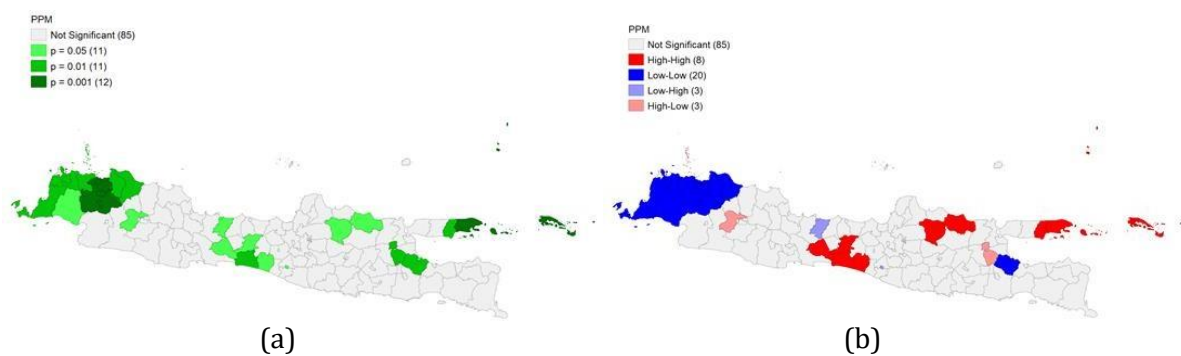 PPM
Not Significant (85)
p = 0.05 (11)
p = 0.01 (11)
p = 0.001 (12)
(a)
PPM
Not Significant (85)
High-High (8)
Low-Low (20)
Low-High (3)
High-Low (3)
(b)